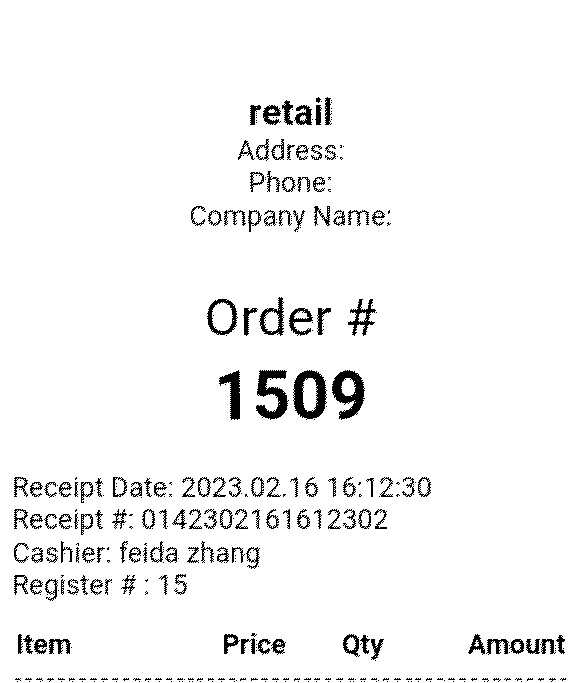 retail
Address:
Phone:
Company Name:
Order #
1509
Receipt Date: 2023.02.16 16:12:30
Receipt #: 0142302161612302
Cashier: feida zhang
Register # : 15
Item Price Qty Amount